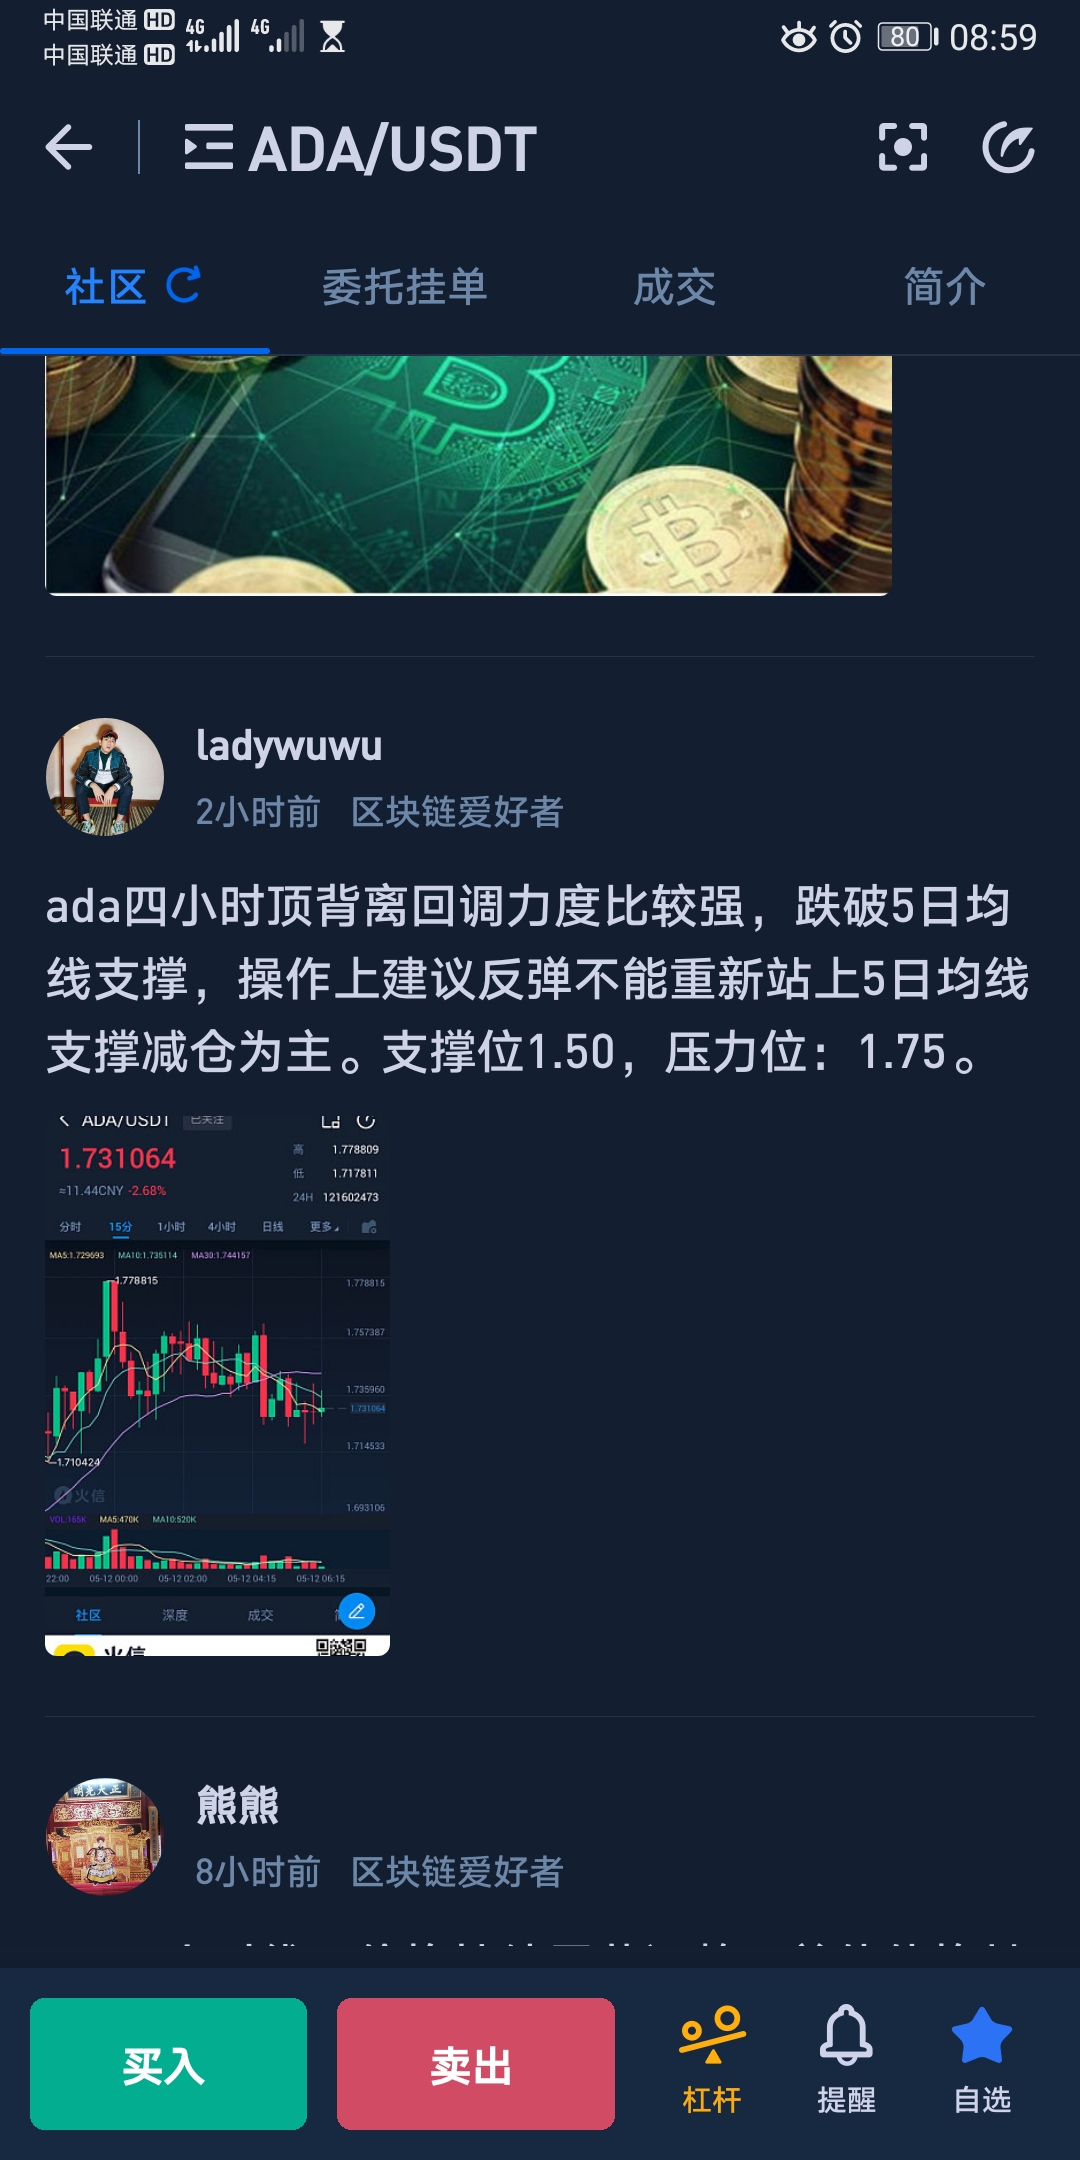 中国联通 HD 4G 4G 80 08:59
中国联通 HD
ADA/USDT
社区 委托挂单 成交 简介
ladywuwu
2小时前 区块链爱好者
ada四小时顶背离回调力度比较强，跌破5日均
线支撑，操作上建议反弹不能重新站上5日均线
支撑减仓为主。支撑位1.50，压力位：1.75。
ADA/USDT 已关注
1.731064 高 1.778809
≈11.44CNY -2.68% 低 1.717811
24H 121602473
分时 15分 1小时 4小时 日线 更多
MA5:1.729693 MA10:1.735114 MA30:1.744157
1.778815
1.778815
1.757387
1.735960
1.731064
1.714533
1.710424
火信
1.693106
VOL:165K MA5:470K MA10:520K
22:00 05-12 00:00 05-12 02:00 05-12 04:15 05-12 06:15
社区 深度 成交
火信
熊熊
8小时前 区块链爱好者
买入 卖出 杠杆 提醒 自选